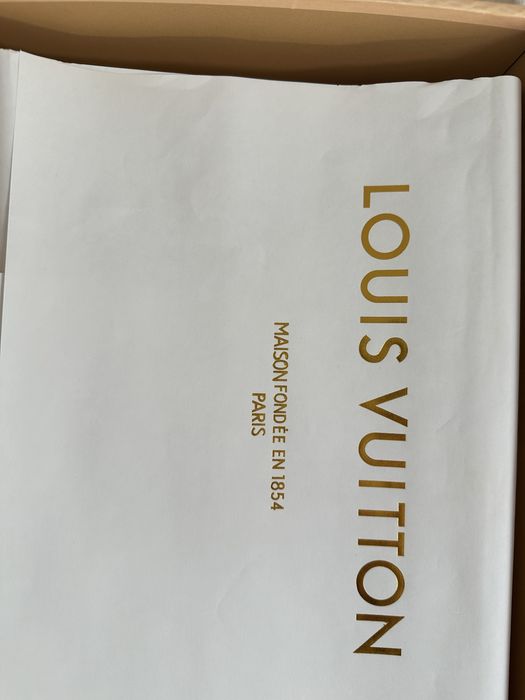 LOUIS VUITTON
MAISON FONDÉE EN 1854
PARIS